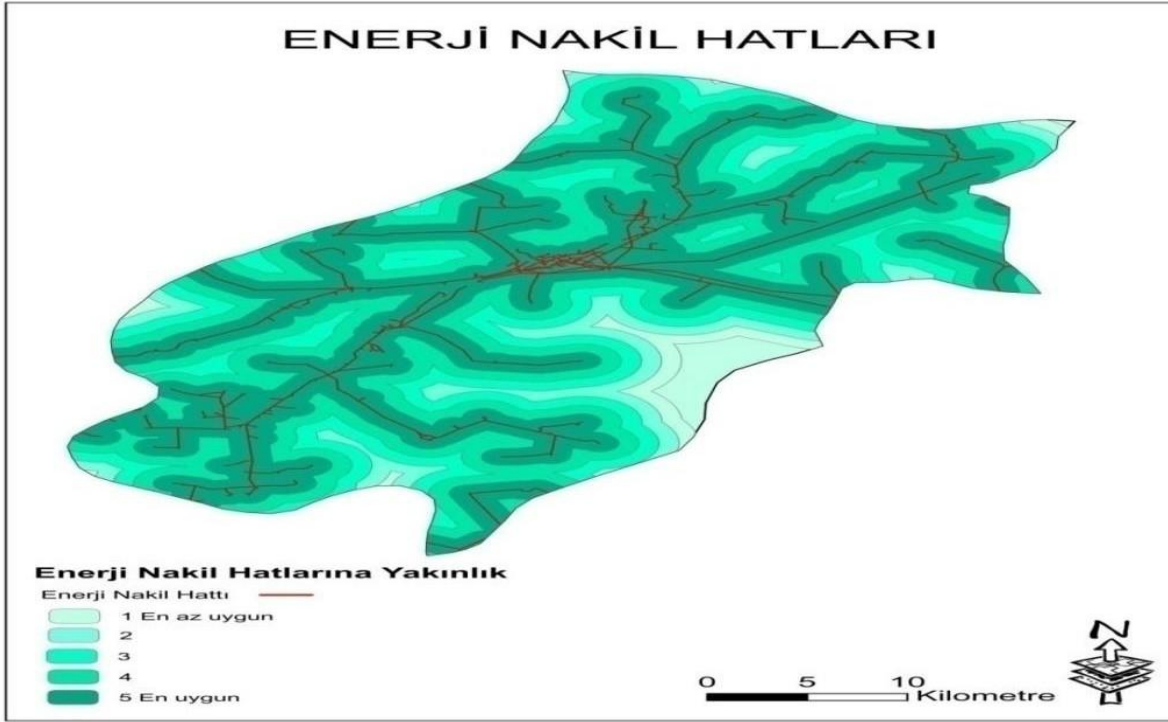 ENERJİ NAKİL HATLARI
Enerji Nakil Hatlarına Yakınlık
Enerji Nakil Hattı
1 En az uygun
2
3
4
5 En uygun
0 5 10
Kilometre
N